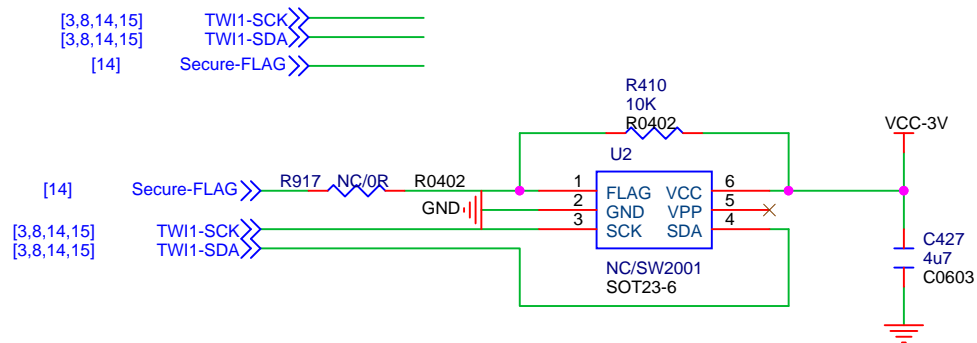 [3,8,14,15] TWI1-SCK
[3,8,14,15] TWI1-SDA
[14] Secure-FLAG
R410
10K
R0402
VCC-3V
U2
[14] Secure-FLAG R917 NC/0R R0402 1 FLAG VCC 6
GND 2 GND VPP 5
[3,8,14,15] TWI1-SCK 3 SCK SDA 4
[3,8,14,15] TWI1-SDA
C427
4u7
C0603
NC/SW2001
SOT23-6